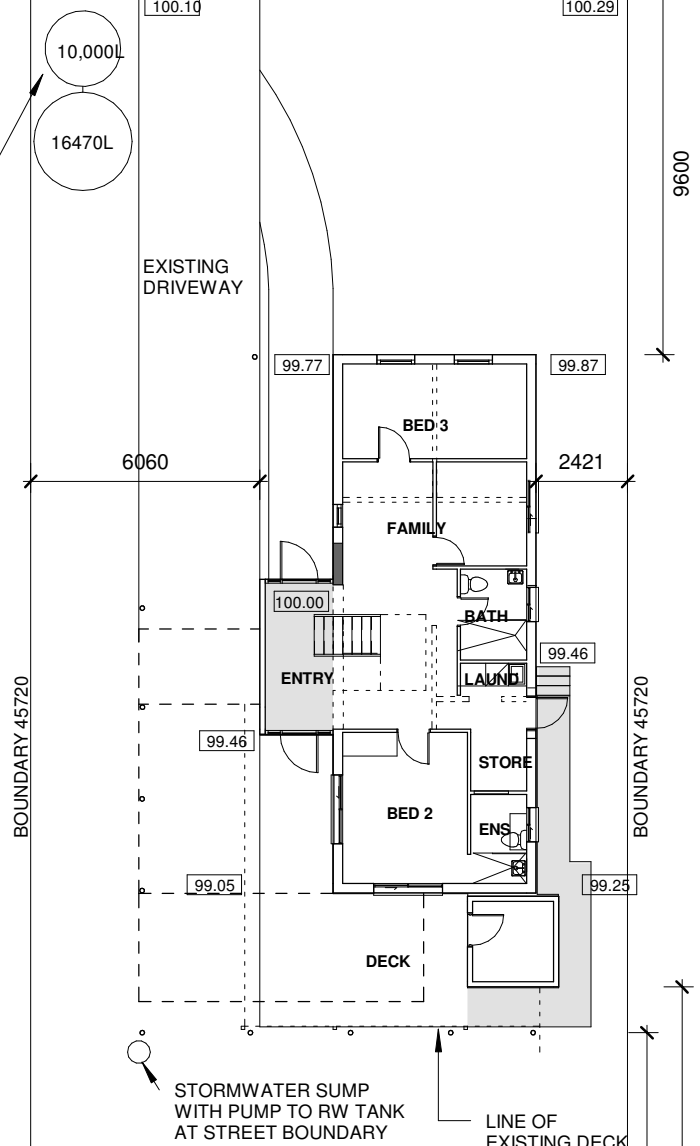 100.10
100.29
10,000L
16470L
9600
EXISTING
DRIVEWAY
99.77
99.87
BED 3
6060
2421
FAMILY
100.00
BATH
99.46
ENTRY
LAUND
BOUNDARY 45720
BOUNDARY 45720
99.46
STORE
BED 2
ENS
99.05
99.25
DECK
STORMWATER SUMP
WITH PUMP TO RW TANK
AT STREET BOUNDARY
LINE OF
EXISTING DECK